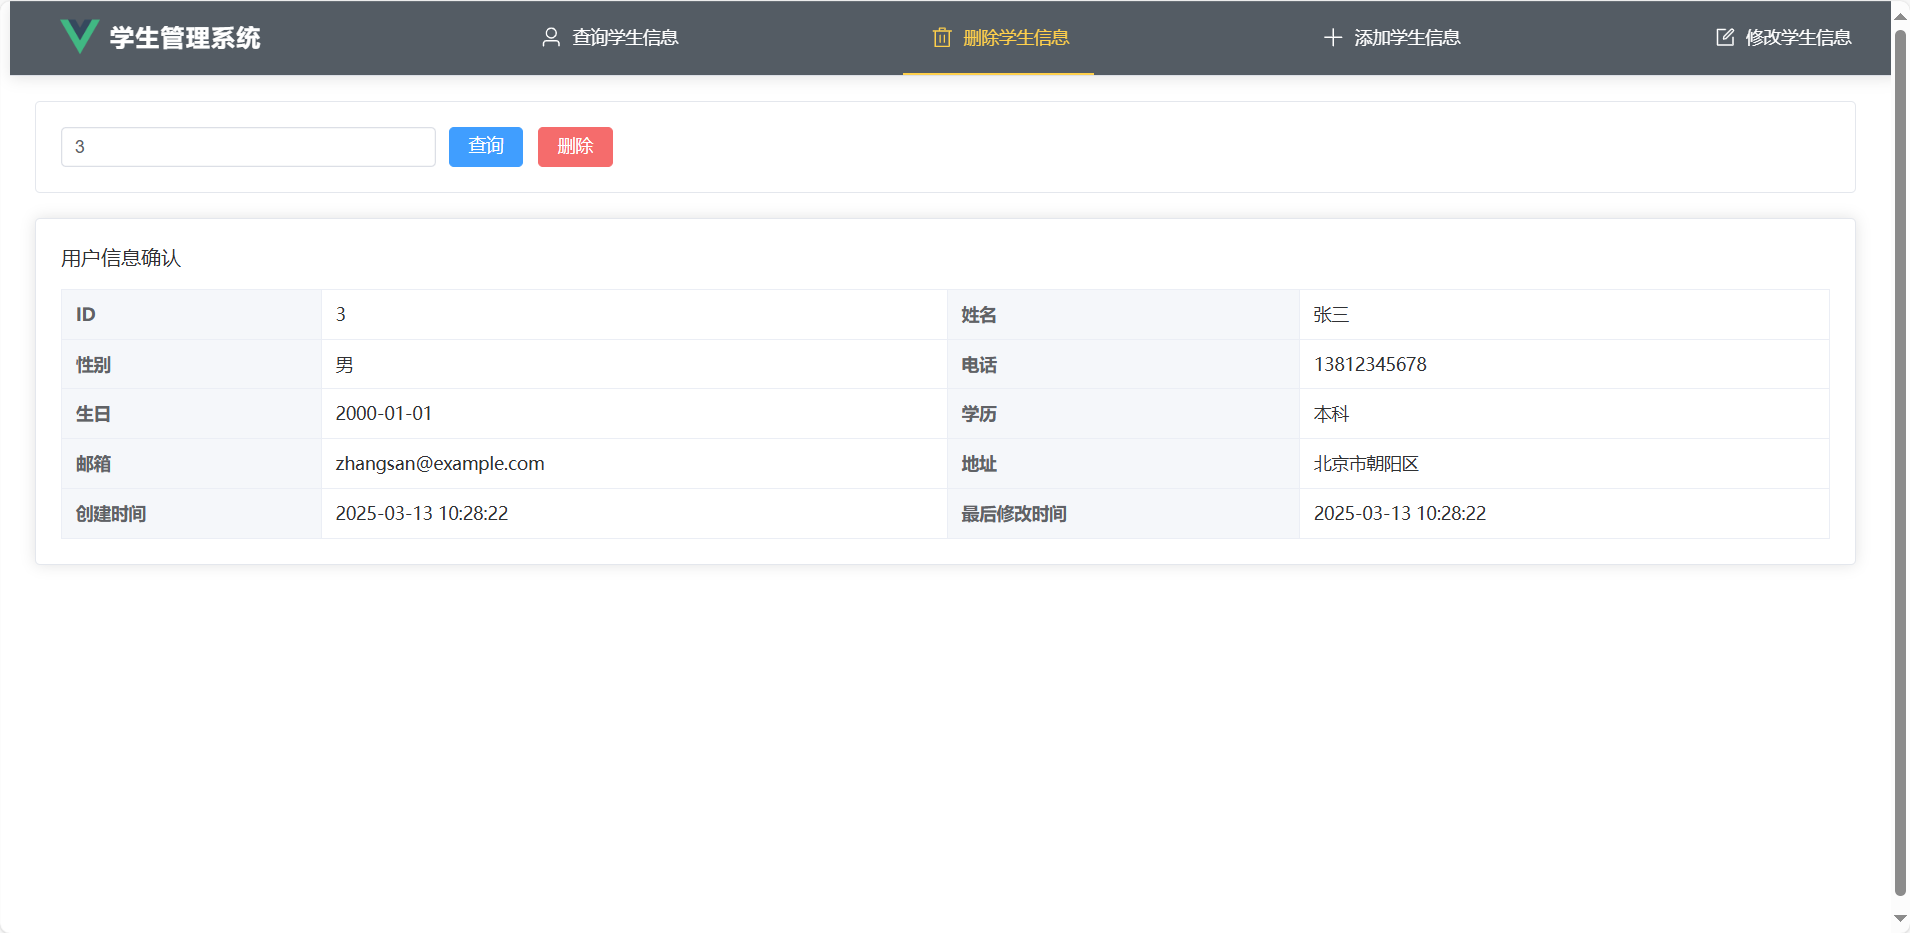 学生管理系统 查询学生信息 删除学生信息 添加学生信息 修改学生信息
3 查询 删除
用户信息确认
ID 3 姓名 张三
性别 男 电话 13812345678
生日 2000-01-01 学历 本科
邮箱 zhangsan@example.com 地址 北京市朝阳区
创建时间 2025-03-13 10:28:22 最后修改时间 2025-03-13 10:28:22